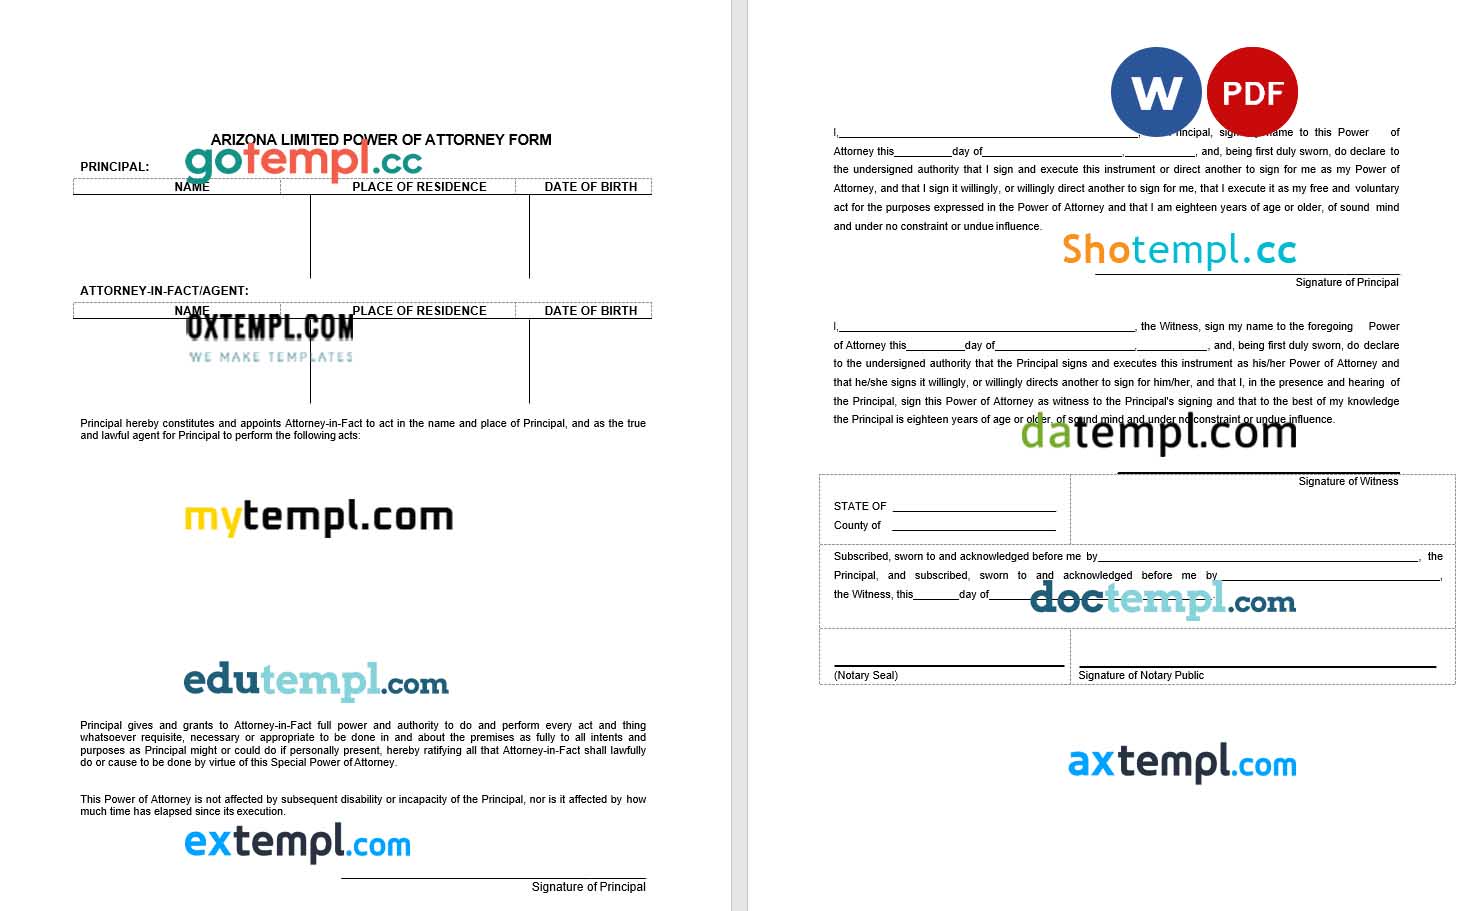 ARIZONA LIMITED POWER OF ATTORNEY FORM
gotempl.cc
PRINCIPAL:
NAME PLACE OF RESIDENCE DATE OF BIRTH
ATTORNEY-IN-FACT/AGENT:
NAME PLACE OF RESIDENCE DATE OF BIRTH
OXTEMPL.COM
WE MAKE TEMPLATES
Principal hereby constitutes and appoints Attorney-in-Fact to act in the name and place of Principal, and as the true
and lawful agent for Principal to perform the following acts:
mytempl.com
edutempl.com
Principal gives and grants to Attorney-in-Fact full power and authority to do and perform every act and thing
whatsoever requisite, necessary or appropriate to be done in and about the premises as fully to all intents and
purposes as Principal might or could do if personally present, hereby ratifying all that Attorney-in-Fact shall lawfully
do or cause to be done by virtue of this Special Power of Attorney.
This Power of Attorney is not affected by subsequent disability or incapacity of the Principal, nor is it affected by how
much time has elapsed since its execution.
extempl.com
Signature of Principal
W PDF
I,____, Principal, sign name to this Power of
Attorney this____day of____,____, and, being first duly sworn, do declare to
the undersigned authority that I sign and execute this instrument or direct another to sign for me as my Power of
Attorney, and that I sign it willingly, or willingly direct another to sign for me, that I execute it as my free and voluntary
act for the purposes expressed in the Power of Attorney and that I am eighteen years of age or older, of sound mind
and under no constraint or undue influence.
Shotempl.cc
Signature of Principal
I,____, the Witness, sign my name to the foregoing Power
of Attorney this____day of____,____, and, being first duly sworn, do declare
to the undersigned authority that the Principal signs and executes this instrument as his/her Power of Attorney and
that he/she signs it willingly, or willingly directs another to sign for him/her, and that I, in the presence and hearing of
the Principal, sign this Power of Attorney as witness to the Principal's signing and that to the best of my knowledge
the Principal is eighteen years of age or older, of sound mind and under no constraint or undue influence.
datempl.com
Signature of Witness
STATE OF ____
County of ____
Subscribed, sworn to and acknowledged before me by____, the
Principal, and subscribed, sworn to and acknowledged before me by____,
the Witness, this____day of____.
doctempl.com
(Notary Seal) Signature of Notary Public
axtempl.com